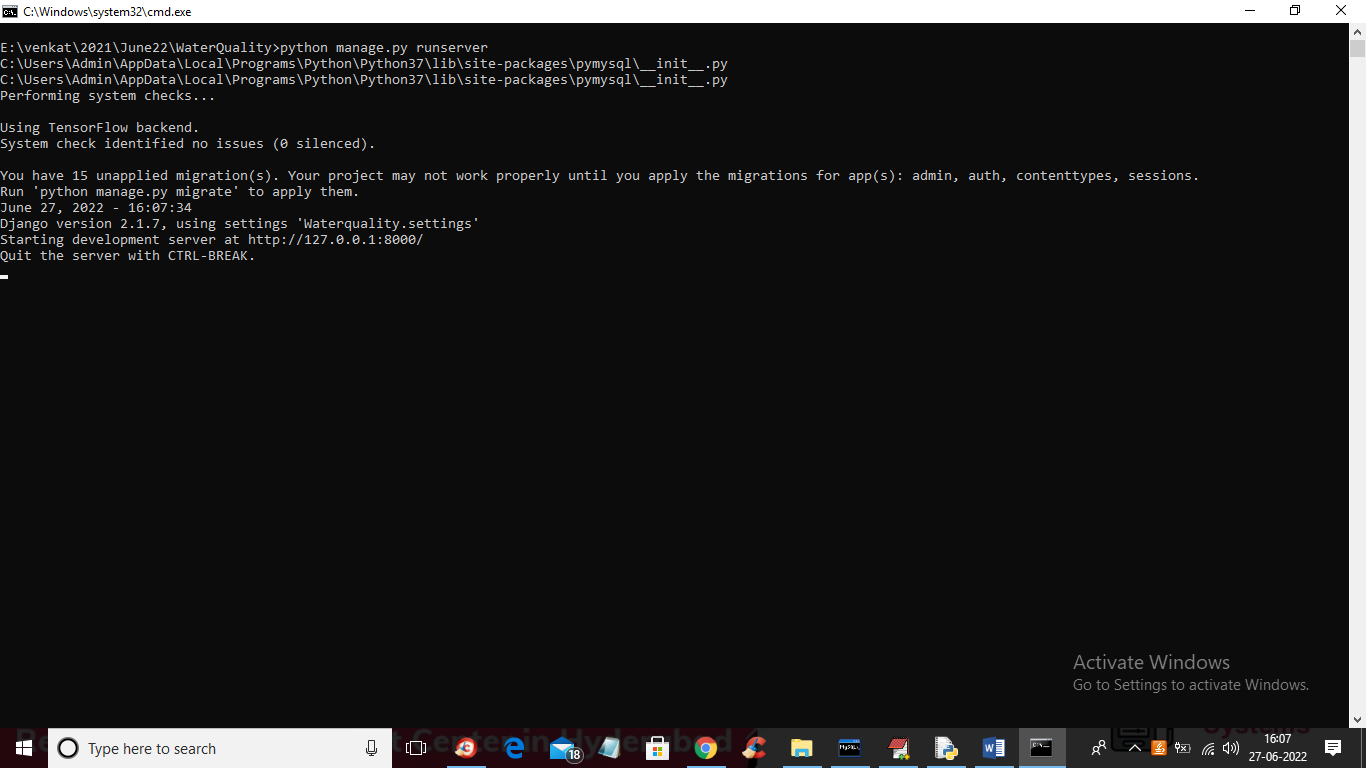 C:\Windows\system32\cmd.exe
E:\venkat\2021\June22\WaterQuality>python manage.py runserver
C:\Users\Admin\AppData\Local\Programs\Python\Python37\lib\site-packages\pymysql\__init__.py
C:\Users\Admin\AppData\Local\Programs\Python\Python37\lib\site-packages\pymysql\__init__.py
Performing system checks...
Using TensorFlow backend.
System check identified no issues (0 silenced).
You have 15 unapplied migration(s). Your project may not work properly until you apply the migrations for app(s): admin, auth, contenttypes, sessions.
Run 'python manage.py migrate' to apply them.
June 27, 2022 - 16:07:34
Django version 2.1.7, using settings 'Waterquality.settings'
Starting development server at http://127.0.0.1:8000/
Quit the server with CTRL-BREAK.
Activate Windows
Go to Settings to activate Windows.
Type here to search
18
16:07
27-06-2022